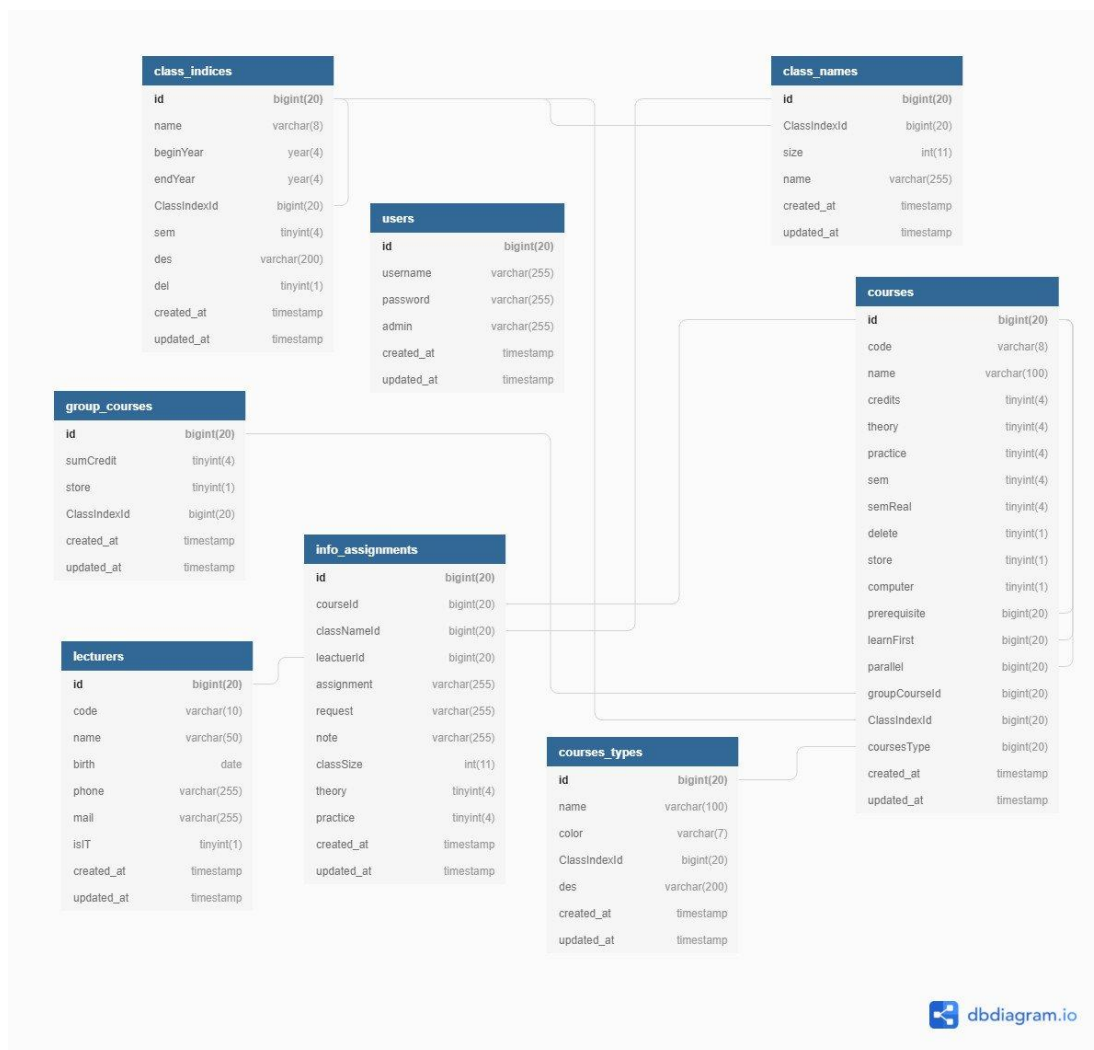 class_indices
id bigint(20)
name varchar(8)
beginYear year(4)
endYear year(4)
ClassIndexId bigint(20)
sem tinyint(4)
des varchar(200)
del tinyint(1)
created_at timestamp
updated_at timestamp
class_names
id bigint(20)
ClassIndexId bigint(20)
size int(11)
name varchar(255)
created_at timestamp
updated_at timestamp
users
id bigint(20)
username varchar(255)
password varchar(255)
admin varchar(255)
created_at timestamp
updated_at timestamp
courses
id bigint(20)
code varchar(8)
name varchar(100)
credits tinyint(4)
theory tinyint(4)
practice tinyint(4)
sem tinyint(4)
semReal tinyint(4)
delete tinyint(1)
store tinyint(1)
computer tinyint(1)
prerequisite bigint(20)
learnFirst bigint(20)
parallel bigint(20)
groupCourseId bigint(20)
ClassIndexId bigint(20)
coursesType bigint(20)
created_at timestamp
updated_at timestamp
group_courses
id bigint(20)
sumCredit tinyint(4)
store tinyint(1)
ClassIndexId bigint(20)
created_at timestamp
updated_at timestamp
info_assignments
id bigint(20)
courseId bigint(20)
classNameId bigint(20)
leactuerId bigint(20)
assignment varchar(255)
request varchar(255)
note varchar(255)
classSize int(11)
theory tinyint(4)
practice tinyint(4)
created_at timestamp
updated_at timestamp
lecturers
id bigint(20)
code varchar(10)
name varchar(50)
birth date
phone varchar(255)
mail varchar(255)
isIT tinyint(1)
created_at timestamp
updated_at timestamp
courses_types
id bigint(20)
name varchar(100)
color varchar(7)
ClassIndexId bigint(20)
des varchar(200)
created_at timestamp
updated_at timestamp
dbdiagram.io